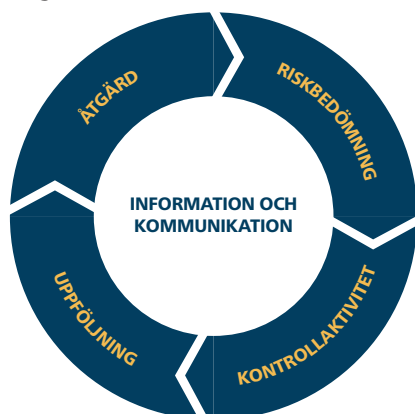 ÅTGÄRD
RISKBEDÖMNING
INFORMATION OCH
KOMMUNIKATION
UPPFÖLJNING
KONTROLLAKTIVITET